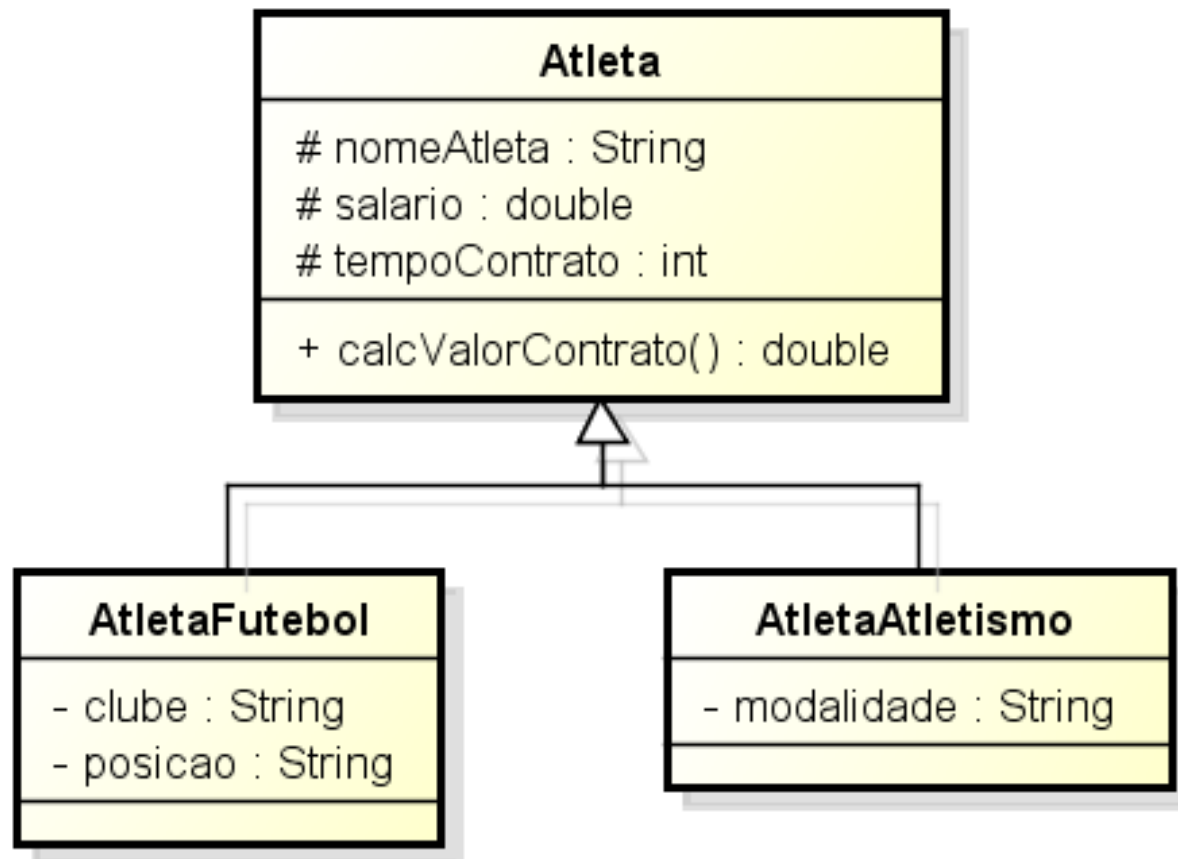 Atleta
# nomeAtleta : String
# salario : double
# tempoContrato : int
+ calcValorContrato() : double
AtletaFutebol
- clube : String
- posicao : String
AtletaAtletismo
- modalidade : String